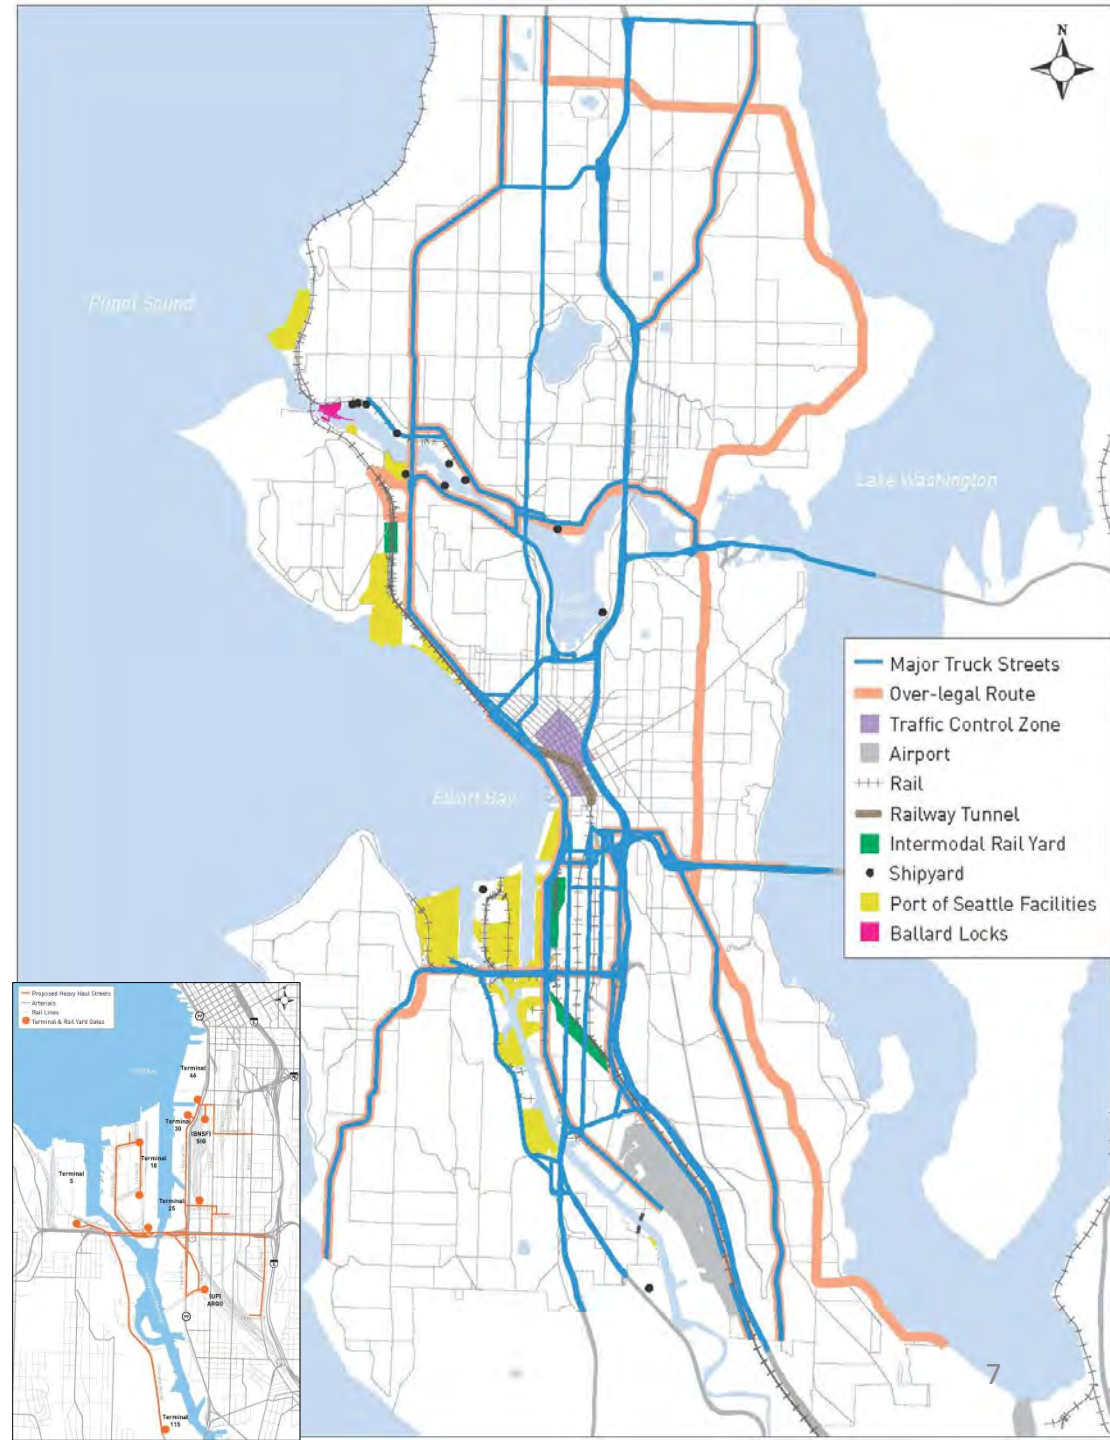 N
Puget Sound
Lake Washington
Elliott Bay
Major Truck Streets
Over-legal Route
Traffic Control Zone
Airport
Rail
Railway Tunnel
Intermodal Rail Yard
Shipyard
Port of Seattle Facilities
Ballard Locks
Proposed Heavy Haul Streets
Arterials
Rail Lines
Terminal & Rail Yard Gates
Terminal
46
Terminal
30
(BNSF)
SIG
Terminal
18
Terminal
5
Terminal
25
(UP)
ARGO
99
Terminal
115
7